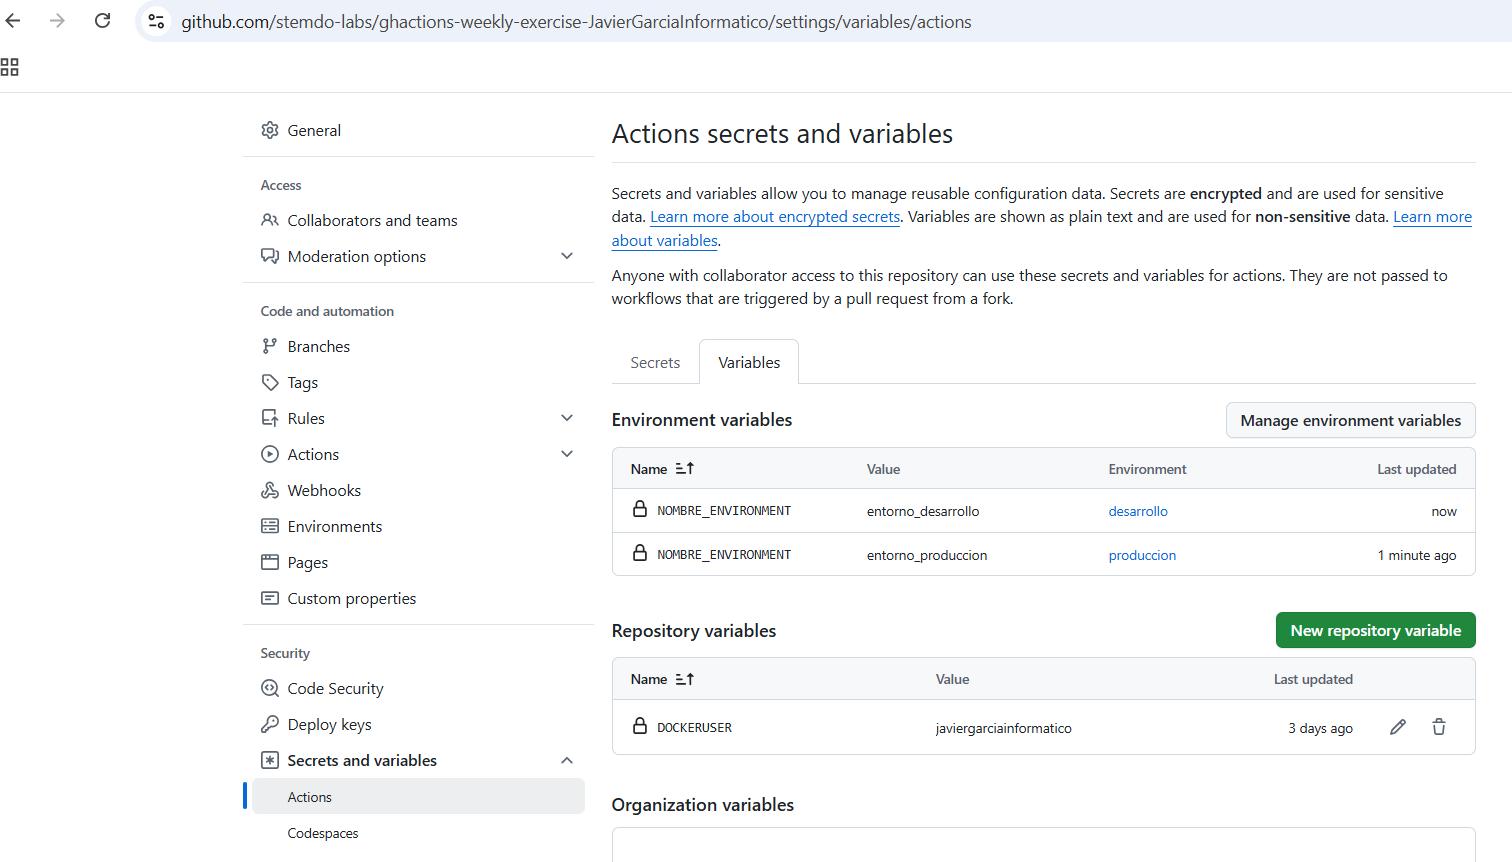 github.com/stemdo-labs/ghactions-weekly-exercise-JavierGarciaInformatico/settings/variables/actions
General
Access
Collaborators and teams
Moderation options
Code and automation
Branches
Tags
Rules
Actions
Webhooks
Environments
Pages
Custom properties
Security
Code Security
Deploy keys
Secrets and variables
Actions
Codespaces
Actions secrets and variables
Secrets and variables allow you to manage reusable configuration data. Secrets are encrypted and are used for sensitive
data. Learn more about encrypted secrets. Variables are shown as plain text and are used for non-sensitive data. Learn more
about variables.
Anyone with collaborator access to this repository can use these secrets and variables for actions. They are not passed to
workflows that are triggered by a pull request from a fork.
Secrets Variables
Environment variables Manage environment variables
Name Value Environment Last updated
NOMBRE_ENVIRONMENT entorno_desarrollo desarrollo now
NOMBRE_ENVIRONMENT entorno_produccion produccion 1 minute ago
Repository variables New repository variable
Name Value Last updated
DOCKERUSER javiergarciainformatico 3 days ago
Organization variables